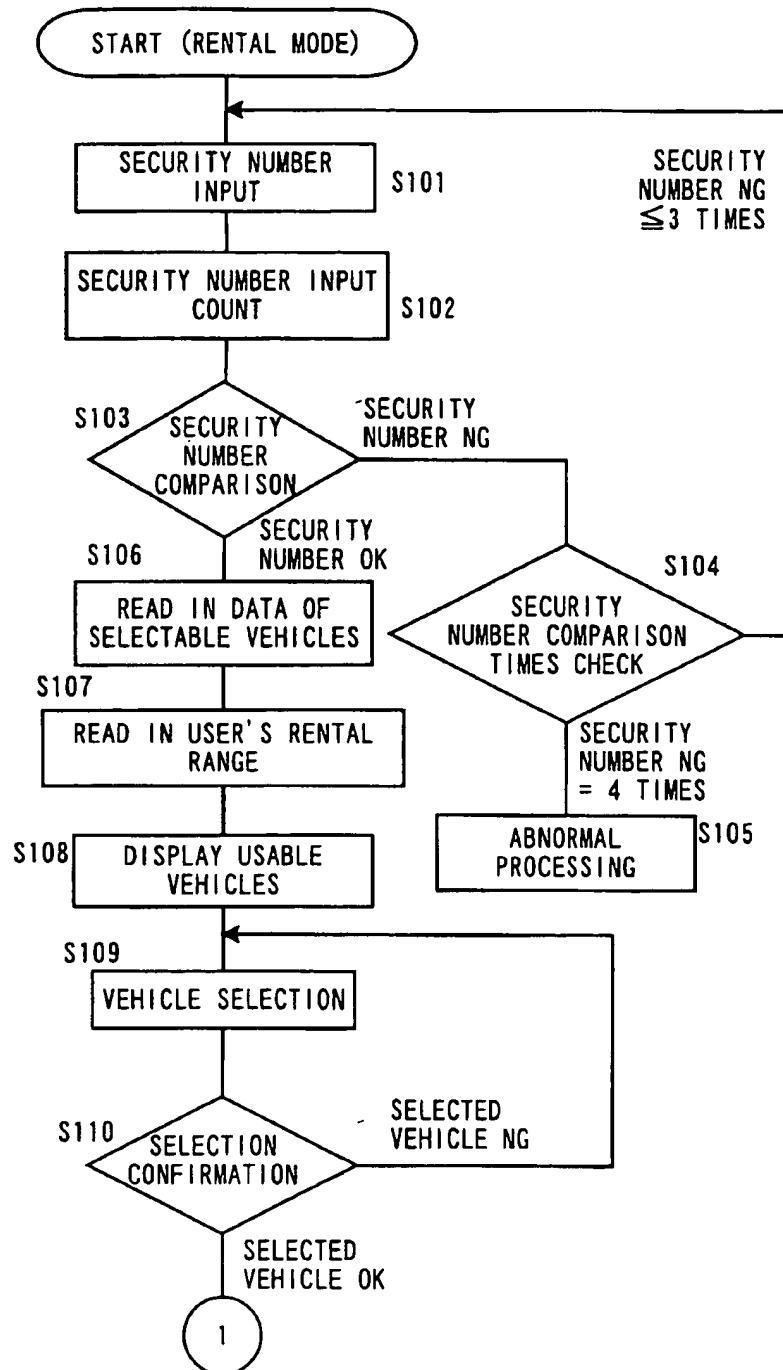 START (RENTAL MODE)
SECURITY NUMBER
INPUT
S101
SECURITY
NUMBER NG
≦3 TIMES
SECURITY NUMBER INPUT
COUNT
S102
S103
SECURITY
NUMBER
COMPARISON
SECURITY
NUMBER NG
SECURITY
NUMBER OK
S104
SECURITY
NUMBER COMPARISON
TIMES CHECK
S106
READ IN DATA OF
SELECTABLE VEHICLES
S107
READ IN USER'S RENTAL
RANGE
SECURITY
NUMBER NG
= 4 TIMES
S105
ABNORMAL
PROCESSING
S108
DISPLAY USABLE
VEHICLES
S109
VEHICLE SELECTION
S110
SELECTION
CONFIRMATION
SELECTED
VEHICLE NG
SELECTED
VEHICLE OK
1